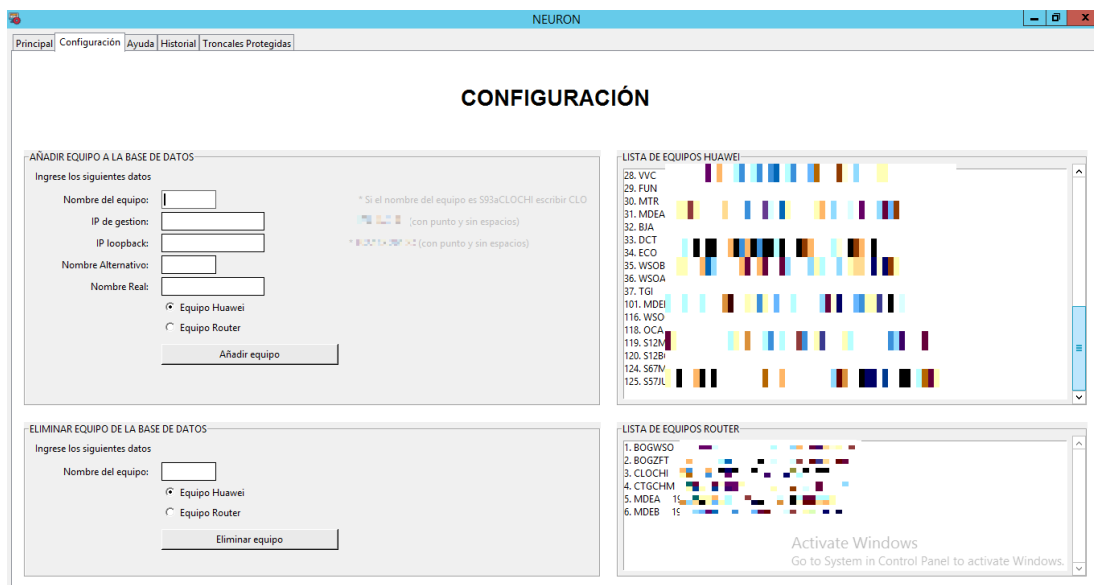 NEURON
Principal Configuración Ayuda Historial Troncales Protegidas
CONFIGURACIÓN
AÑADIR EQUIPO A LA BASE DE DATOS
Ingrese los siguientes datos
Nombre del equipo:
* Si el nombre del equipo es S93aCLOCHI escribir CLO
IP de gestion:
(con punto y sin espacios)
IP loopback:
* (con punto y sin espacios)
Nombre Alternativo:
Nombre Real:
Equipo Huawei
Equipo Router
Añadir equipo
LISTA DE EQUIPOS HUAWEI
28. VVC
29. FUN
30. MTR
31. MDEA
32. BJA
33. DCT
34. ECO
35. WSOB
36. WSOA
37. TGI
101. MDE
116. WSO
118. OCA
119. S12M
120. S12B
124. S67M
125. S57JL
ELIMINAR EQUIPO DE LA BASE DE DATOS
Ingrese los siguientes datos
Nombre del equipo:
Equipo Huawei
Equipo Router
Eliminar equipo
LISTA DE EQUIPOS ROUTER
1. BOGWSO
2. BOGZFT
3. CLOCHI
4. CTGCHM
5. MDEA 19
6. MDEB 19
Activate Windows
Go to System in Control Panel to activate Windows.